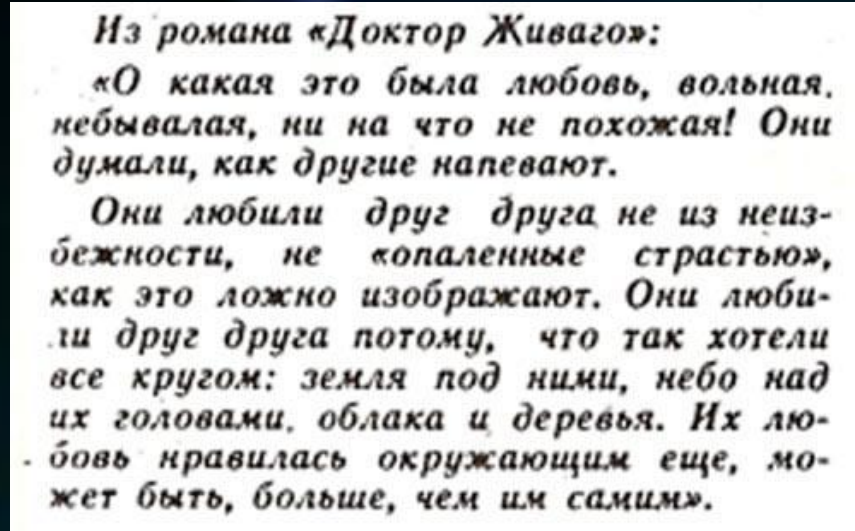 Из романа «Доктор Живаго»:
«О какая это была любовь, вольная,
небывалая, ни на что не похожая! Они
думали, как другие напевают.
Они любили друг друга не из неиз-
бежности, не «опаленные страстью»,
как это ложно изображают. Они люби-
ли друг друга потому, что так хотели
все кругом: земля под ними, небо над
их головами, облака и деревья. Их лю-
бовь нравилась окружающим еще, мо-
жет быть, больше, чем им самим».